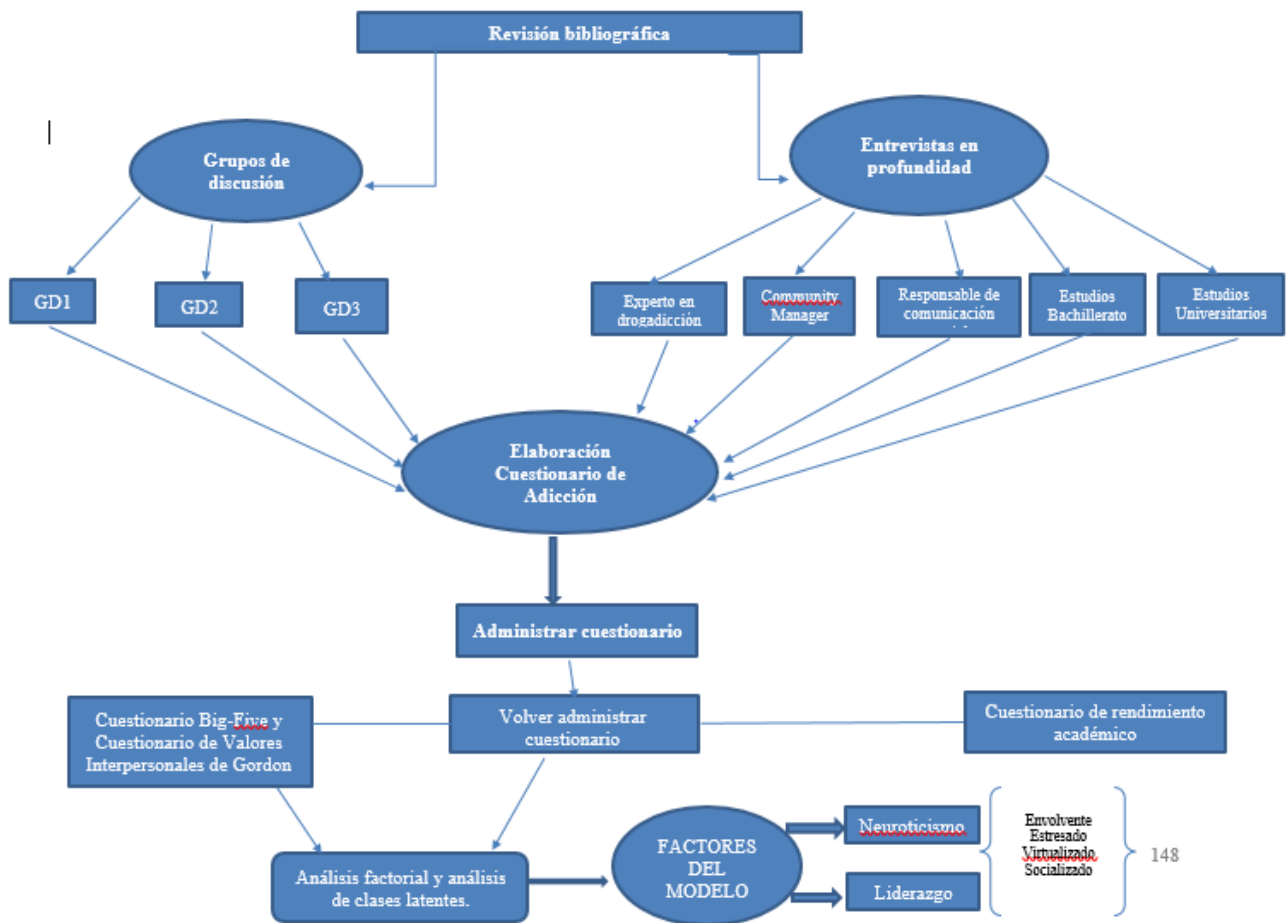 Revisión bibliográfica
Grupos de
discusión
Entrevistas en
profundidad
GD1
GD2
GD3
Experto en
drogadicción
Community
Manager
Responsable de
comunicación
Estudios
Bachillerato
Estudios
Universitarios
Elaboración
Cuestionario de
Adicción
Administrar cuestionario
Cuestionario Big-Five y
Cuestionario de Valores
Interpersonales de Gordon
Volver administrar
cuestionario
Cuestionario de rendimiento
académico
Análisis factorial y análisis
de clases latentes.
FACTORES
DEL
MODELO
Neuroticismo
Liderazgo
Envolvente
Estresado
Virtualizado
Socializado
148